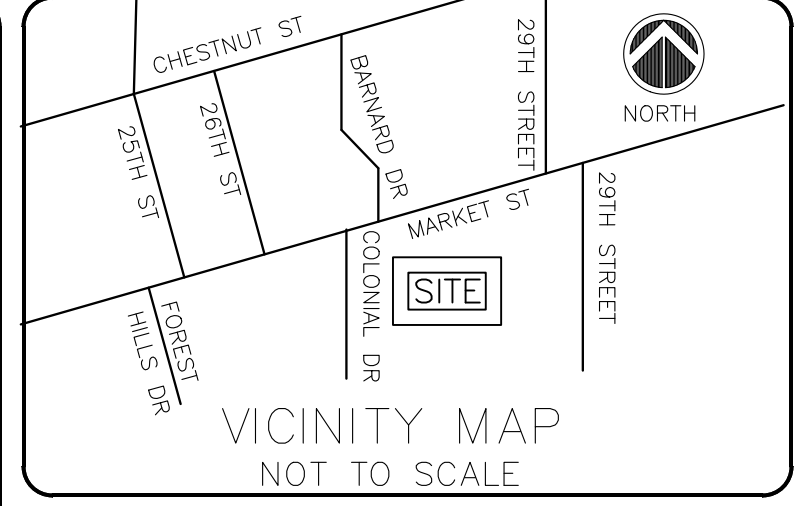 CHESTNUT ST
29TH STREET
NORTH
BARNARD DR
26TH ST
25TH ST
MARKET ST
29TH STREET
COLONIAL DR
SITE
FOREST
HILLS DR
VICINITY MAP
NOT TO SCALE